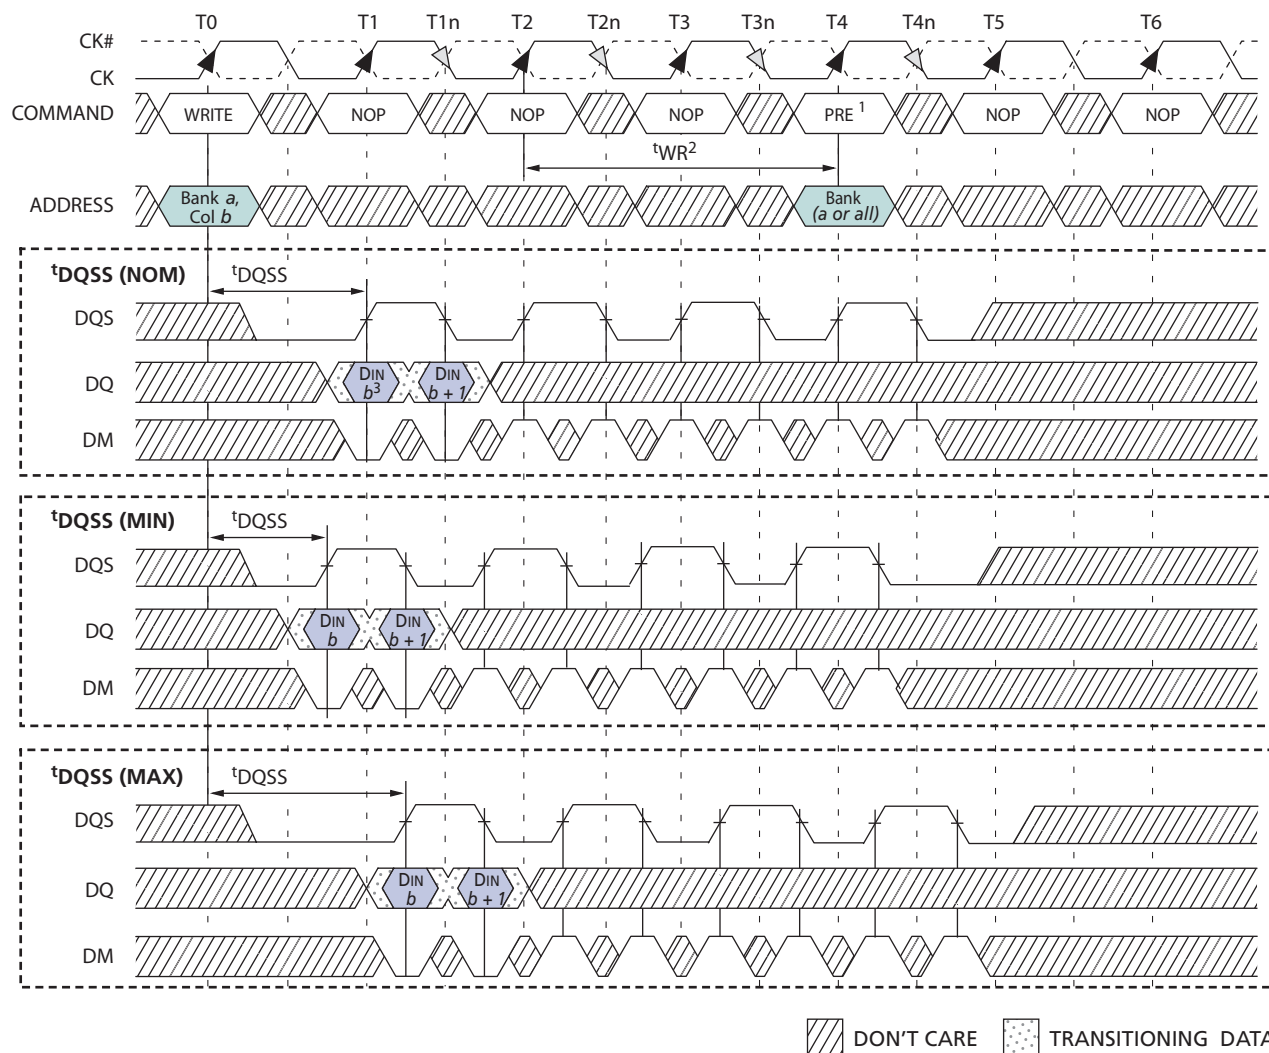 T0 T1 T1n T2 T2n T3 T3n T4 T4n T5 T6
CK#
CK
COMMAND WRITE NOP NOP NOP PRE 1 NOP NOP
tWR2
ADDRESS Bank a, Col b Bank (a or all)
tDQSS (NOM) tDQSS
DQS
DQ DIN b3 DIN b + 1
DM
tDQSS (MIN) tDQSS
DQS
DQ DIN b DIN b + 1
DM
tDQSS (MAX) tDQSS
DQS
DQ DIN b DIN b + 1
DM
DON'T CARE TRANSITIONING DATA